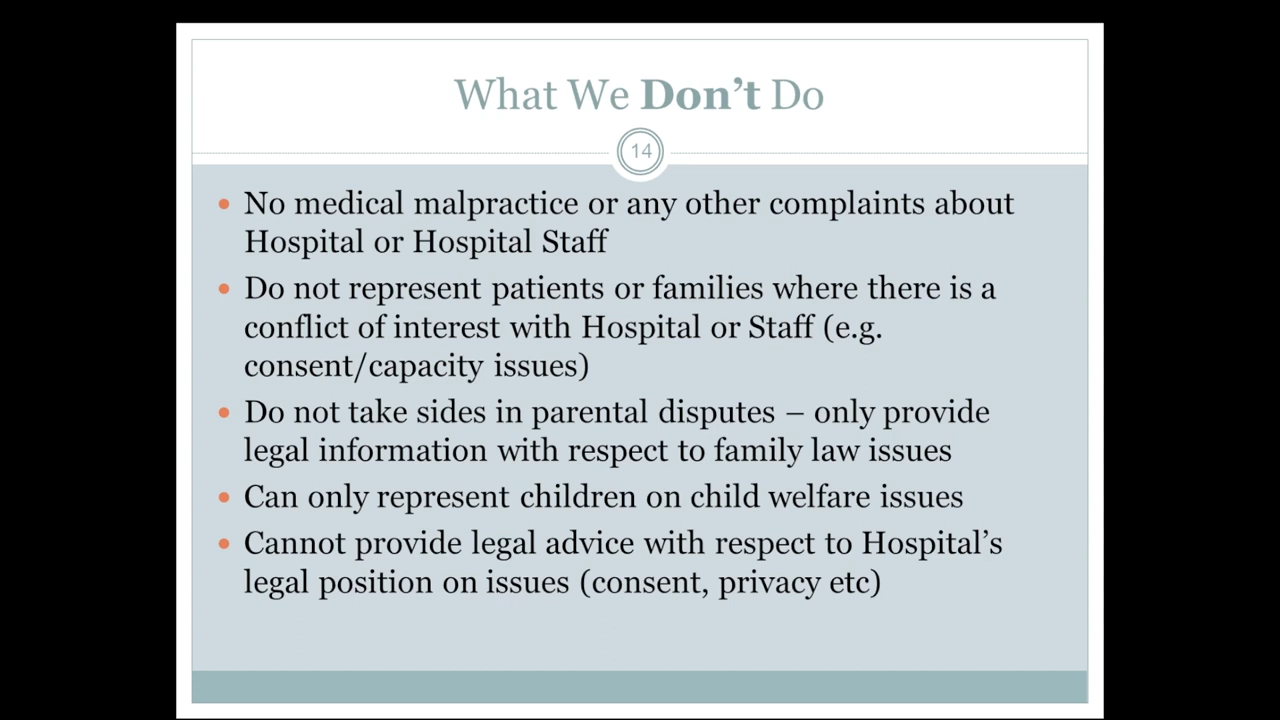 What We Don’t Do
14
No medical malpractice or any other complaints about
Hospital or Hospital Staff
Do not represent patients or families where there is a
conflict of interest with Hospital or Staff (e.g.
consent/capacity issues)
Do not take sides in parental disputes – only provide
legal information with respect to family law issues
Can only represent children on child welfare issues
Cannot provide legal advice with respect to Hospital’s
legal position on issues (consent, privacy etc)